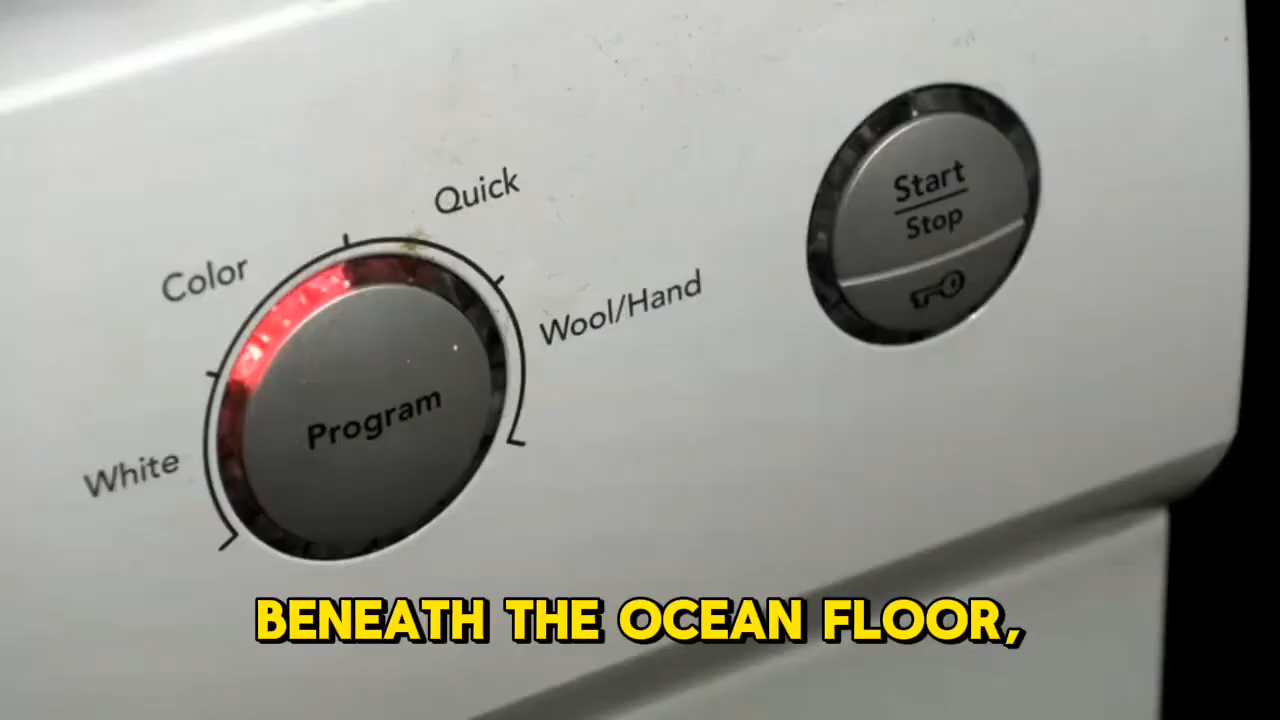 Quick
Color
Wool/Hand
Program
White
Start
Stop
BENEATH THE OCEAN FLOOR,